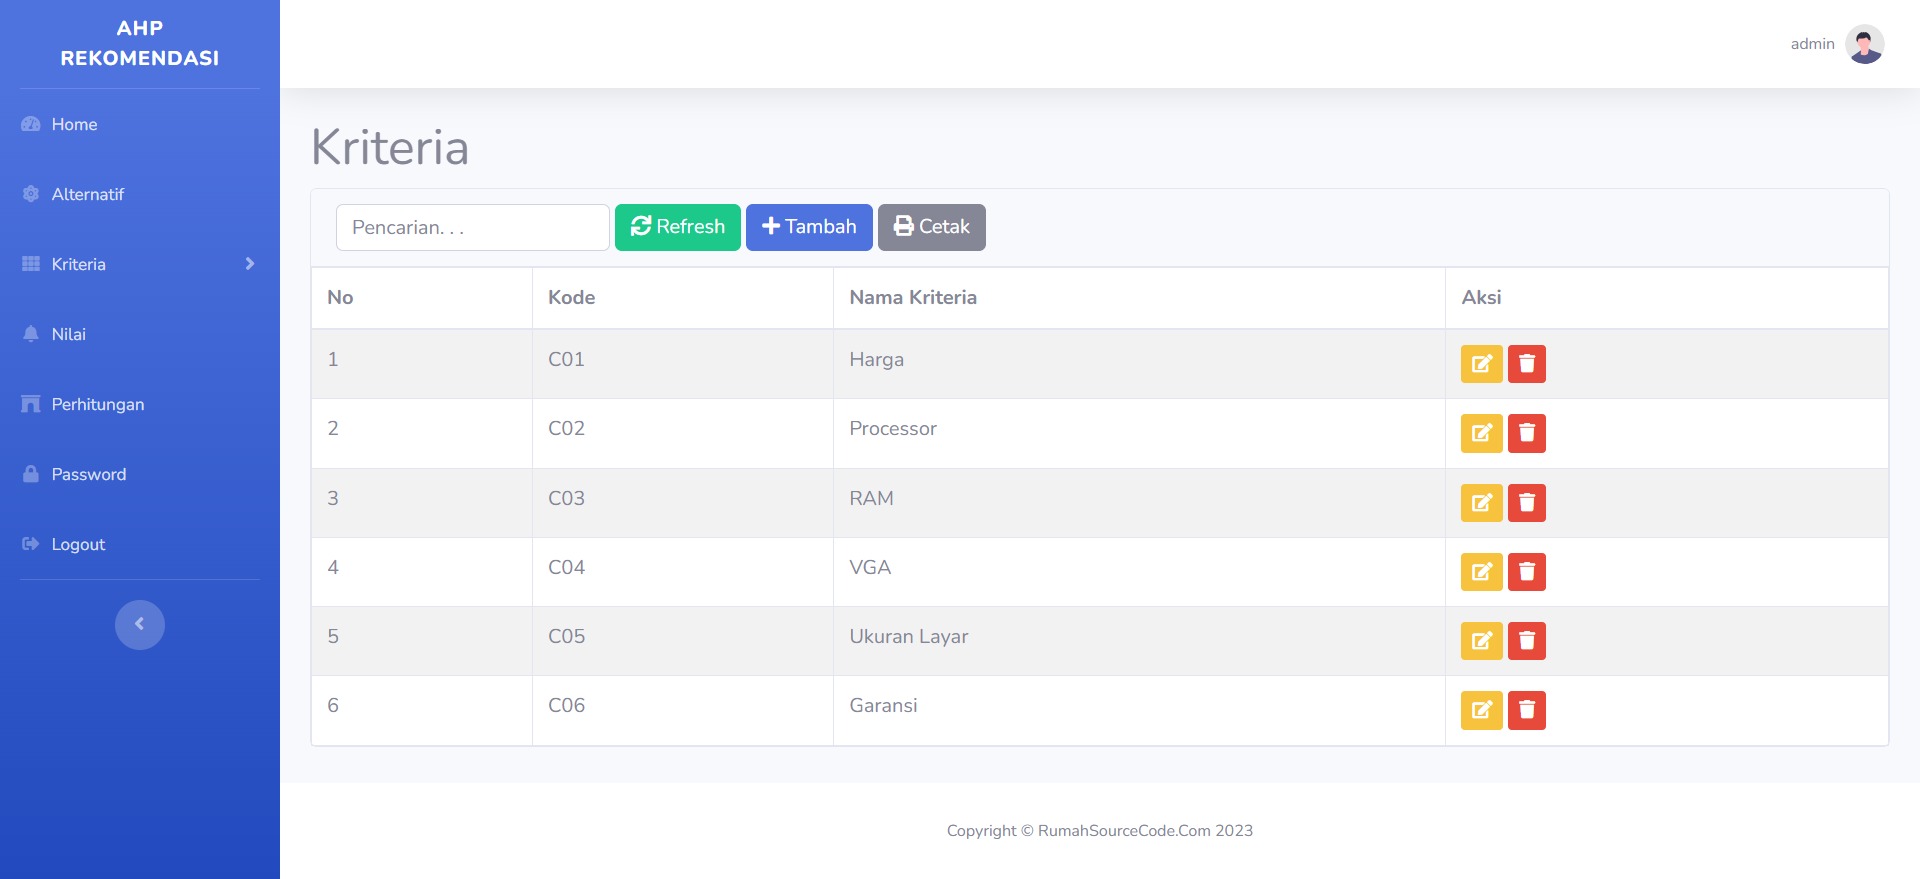 AHP
REKOMENDASI
admin
Home
Alternatif
Kriteria
Nilai
Perhitungan
Password
Logout
Kriteria
Pencarian. . .
Refresh
Tambah
Cetak
No Kode Nama Kriteria Aksi
1 C01 Harga
2 C02 Processor
3 C03 RAM
4 C04 VGA
5 C05 Ukuran Layar
6 C06 Garansi
Copyright © RumahSourceCode.Com 2023